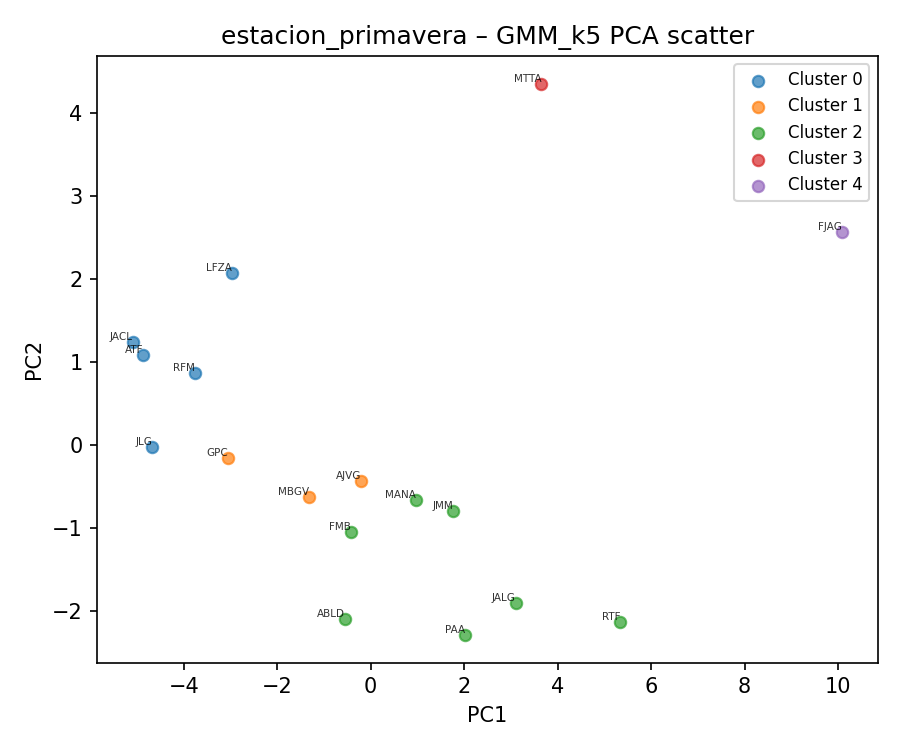 estacion_primavera – GMM_k5 PCA scatter
Cluster 0
Cluster 1
Cluster 2
Cluster 3
Cluster 4
MTTA
FJAG
LFZA
JACL
ATF
RFM
JLG
GPC
AJVG
MBGV
MANA
JMM
FMB
ABLD
JALG
RTF
PAA
4
3
2
1
0
−1
−2
PC2
−4 −2 0 2 4 6 8 10
PC1